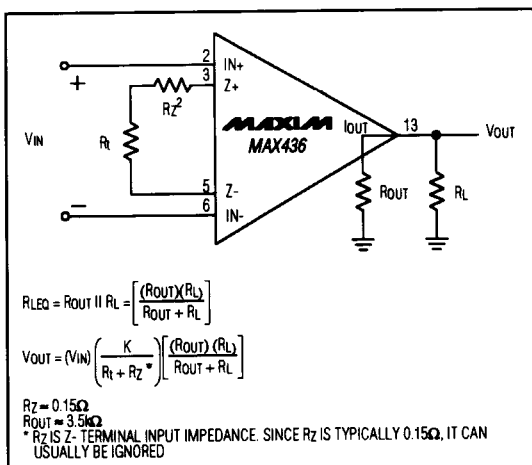 2
IN+
+
3
Z+
RZ²
MAXIM
MAX436
IOUT
13
VOUT
VIN
Rt
ROUT
RL
5
Z-
6
IN-
−
RLEQ = ROUT II RL = [(ROUT)(RL) / ROUT + RL]
VOUT = (VIN) (K / Rt + RZ*) [(ROUT) (RL) / ROUT + RL]
RZ ≈ 0.15Ω
ROUT ≈ 3.5kΩ
* RZ IS Z- TERMINAL INPUT IMPEDANCE. SINCE RZ IS TYPICALLY 0.15Ω, IT CAN
USUALLY BE IGNORED